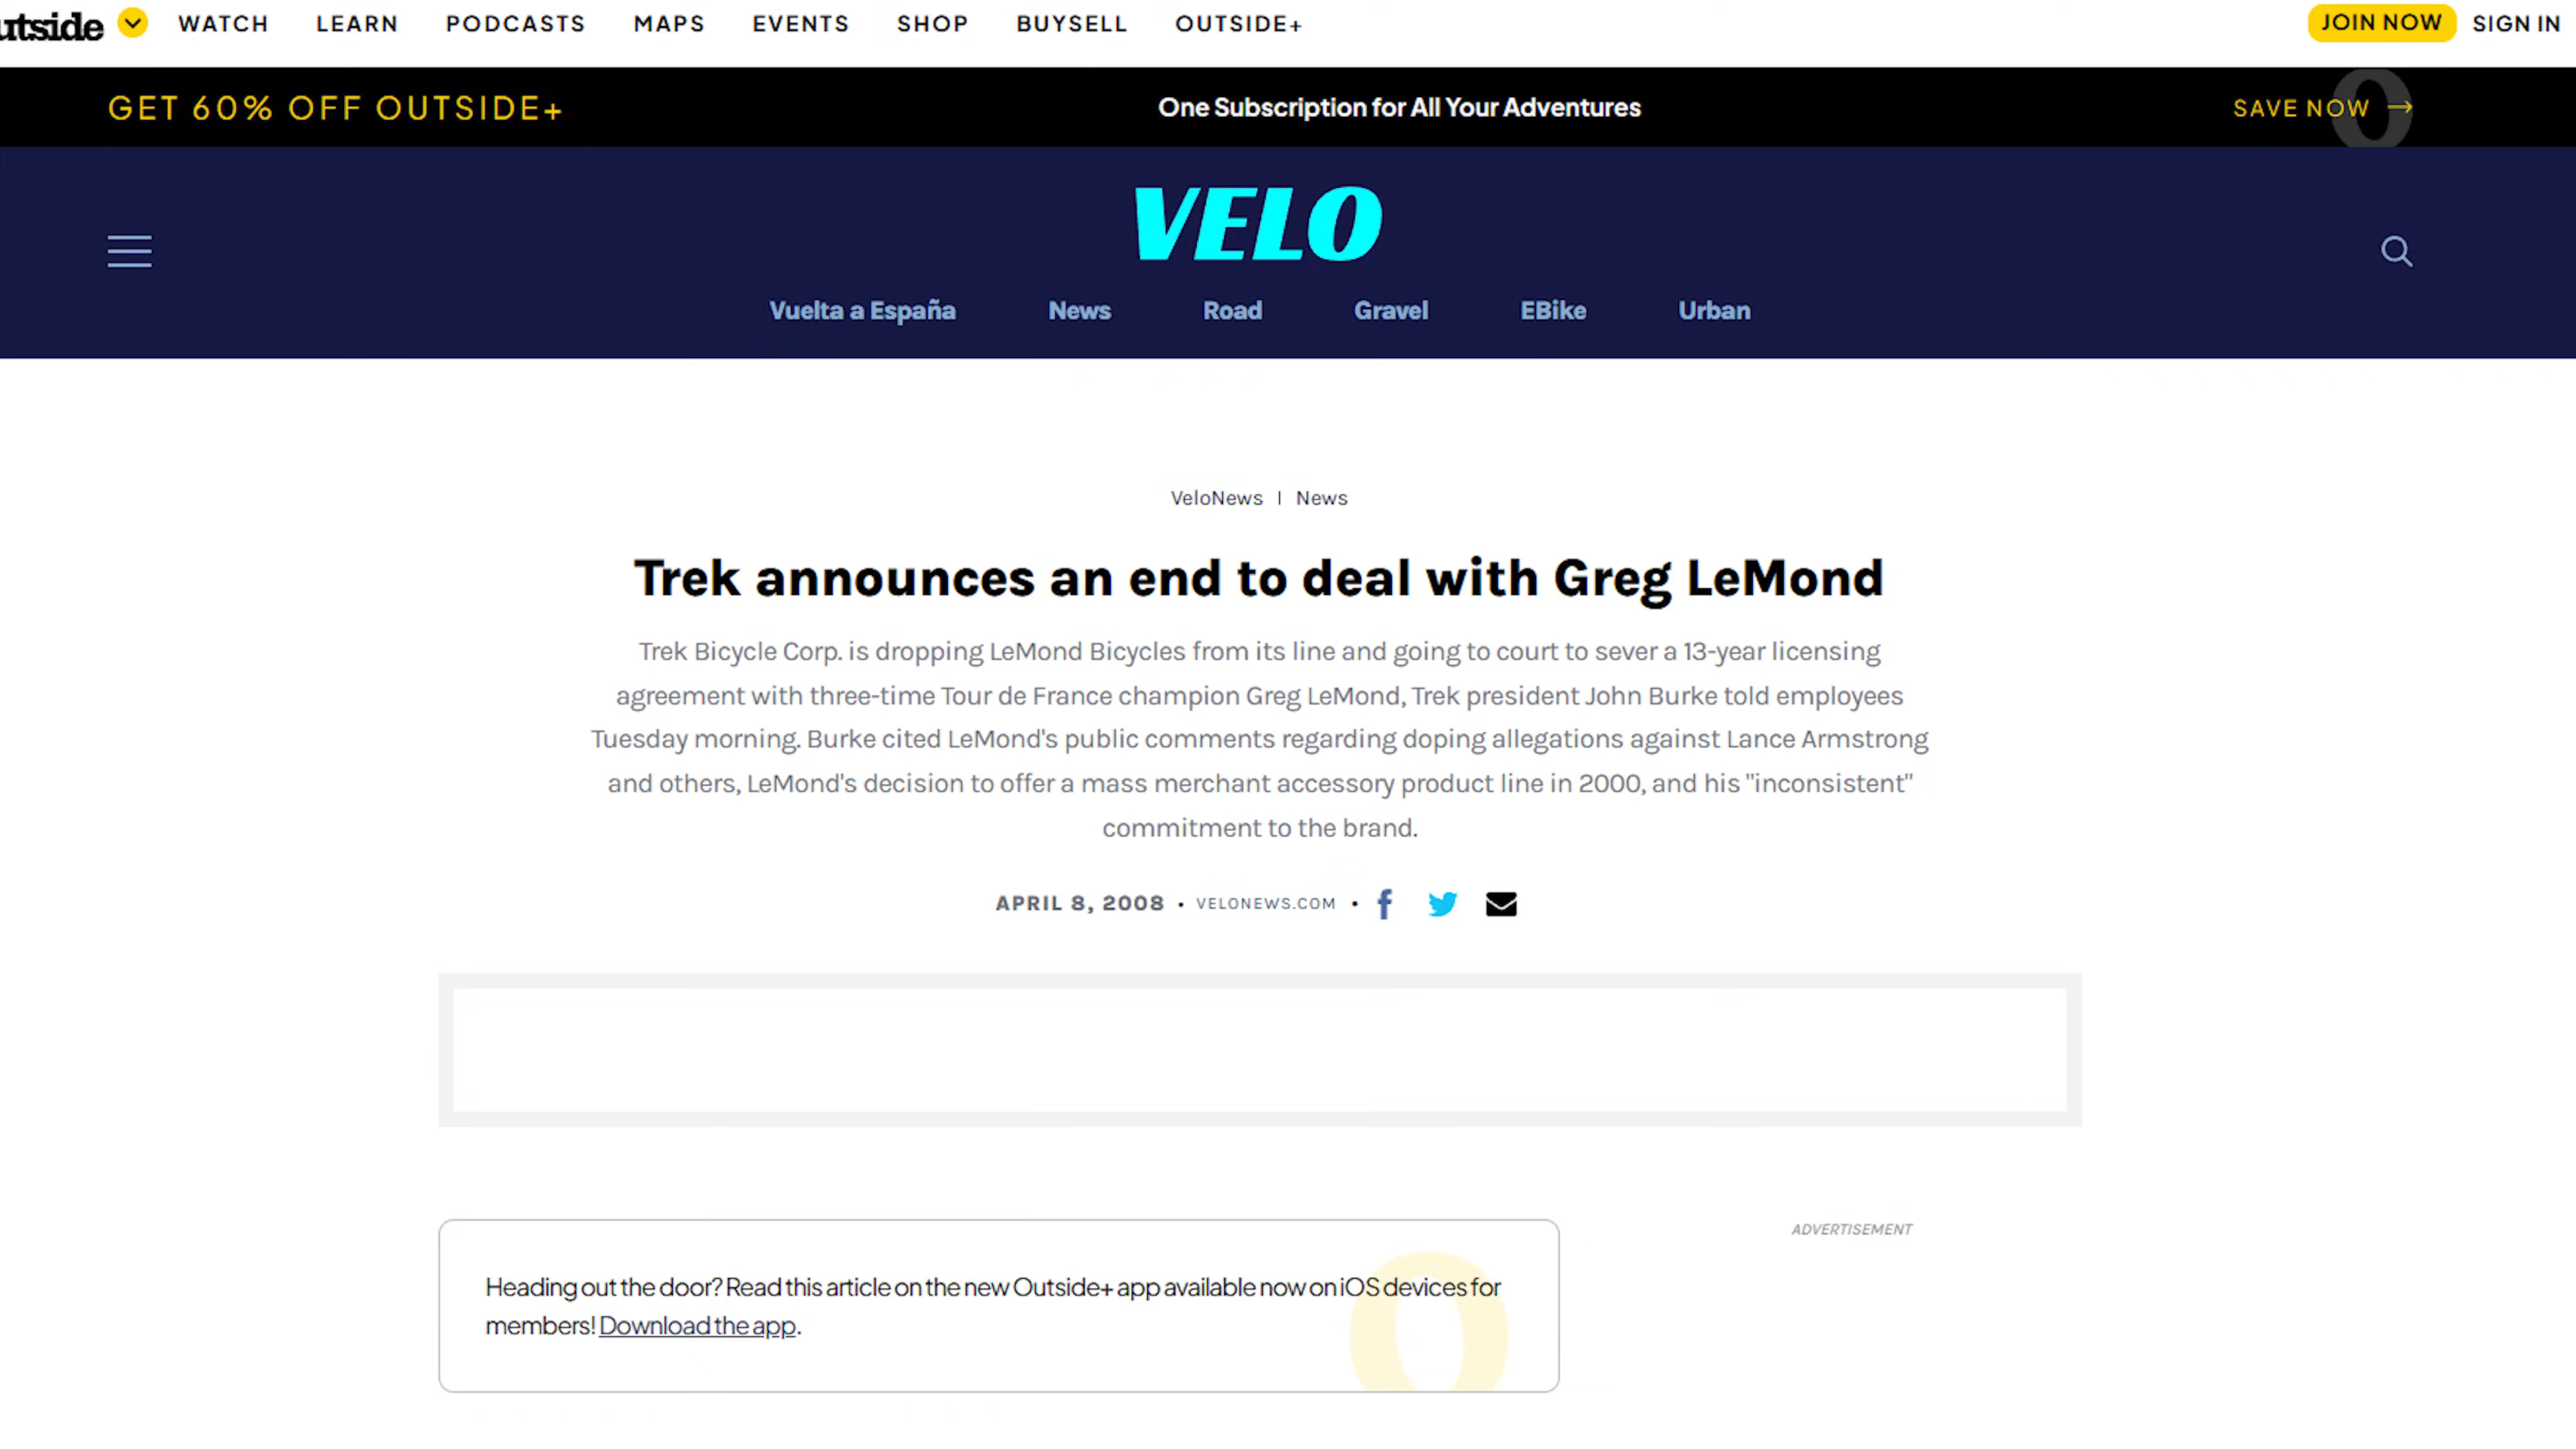 utside WATCH LEARN PODCASTS MAPS EVENTS SHOP BUYSELL OUTSIDE+ JOIN NOW SIGN IN
GET 60% OFF OUTSIDE+ One Subscription for All Your Adventures SAVE NOW →
VELO
Vuelta a España News Road Gravel EBike Urban
VeloNews | News
Trek announces an end to deal with Greg LeMond
Trek Bicycle Corp. is dropping LeMond Bicycles from its line and going to court to sever a 13-year licensing
agreement with three-time Tour de France champion Greg LeMond, Trek president John Burke told employees
Tuesday morning. Burke cited LeMond's public comments regarding doping allegations against Lance Armstrong
and others, LeMond's decision to offer a mass merchant accessory product line in 2000, and his "inconsistent"
commitment to the brand.
APRIL 8, 2008 • VELONEWS.COM •
ADVERTISEMENT
Heading out the door? Read this article on the new Outside+ app available now on iOS devices for
members! Download the app.